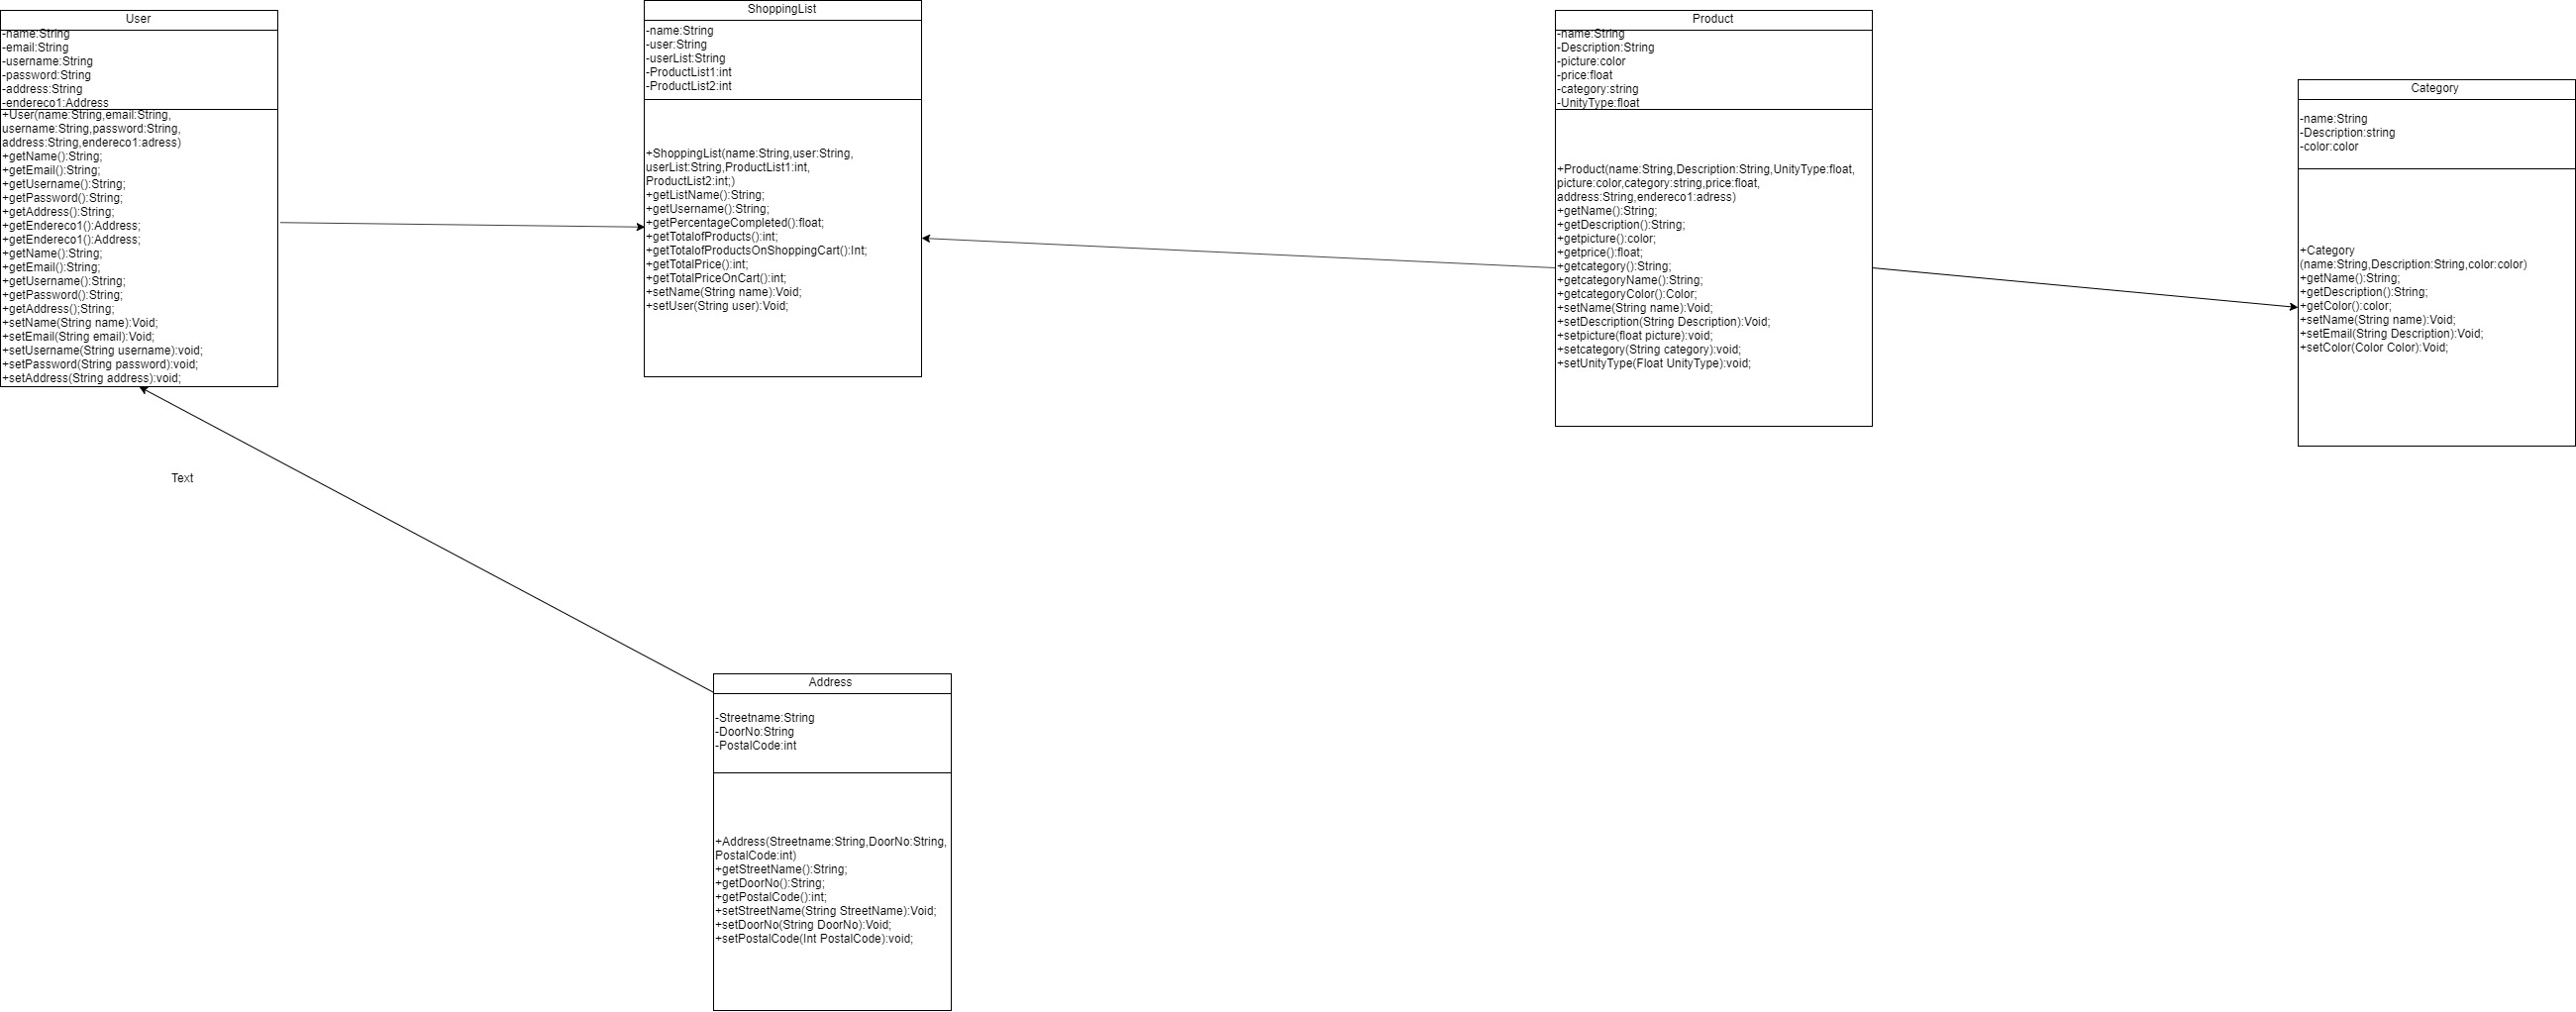 User
-name:String
-email:String
-username:String
-password:String
-address:String
-endereco1:Address
+User(name:String,email:String,
username:String,password:String,
address:String,endereco1:adress)
+getName():String;
+getEmail():String;
+getUsername():String;
+getPassword():String;
+getAddress():String;
+getEndereco1():Address;
+getEndereco1():Address;
+getName():String;
+getEmail():String;
+getUsername():String;
+getPassword():String;
+getAddress();String;
+setName(String name):Void;
+setEmail(String email):Void;
+setUsername(String username):void;
+setPassword(String password):void;
+setAddress(String address):void;
ShoppingList
-name:String
-user:String
-userList:String
-ProductList1:int
-ProductList2:int
+ShoppingList(name:String,user:String,
userList:String,ProductList1:int,
ProductList2:int;)
+getListName():String;
+getUsername():String;
+getPercentageCompleted():float;
+getTotalofProducts():int;
+getTotalofProductsOnShoppingCart():Int;
+getTotalPrice():int;
+getTotalPriceOnCart():int;
+setName(String name):Void;
+setUser(String user):Void;
Product
-name:String
-Description:String
-picture:color
-price:float
-category:string
-UnityType:float
+Product(name:String,Description:String,UnityType:float,
picture:color,category:string,price:float,
address:String,endereco1:adress)
+getName():String;
+getDescription():String;
+getpicture():color;
+getprice():float;
+getcategory():String;
+getcategoryName():String;
+getcategoryColor():Color;
+setName(String name):Void;
+setDescription(String Description):Void;
+setpicture(float picture):void;
+setcategory(String category):void;
+setUnityType(Float UnityType):void;
Category
-name:String
-Description:string
-color:color
+Category
(name:String,Description:String,color:color)
+getName():String;
+getDescription():String;
+getColor():color;
+setName(String name):Void;
+setEmail(String Description):Void;
+setColor(Color Color):Void;
Text
Address
-Streetname:String
-DoorNo:String
-PostalCode:int
+Address(Streetname:String,DoorNo:String,
PostalCode:int)
+getStreetName():String;
+getDoorNo():String;
+getPostalCode():int;
+setStreetName(String StreetName):Void;
+setDoorNo(String DoorNo):Void;
+setPostalCode(Int PostalCode):void;